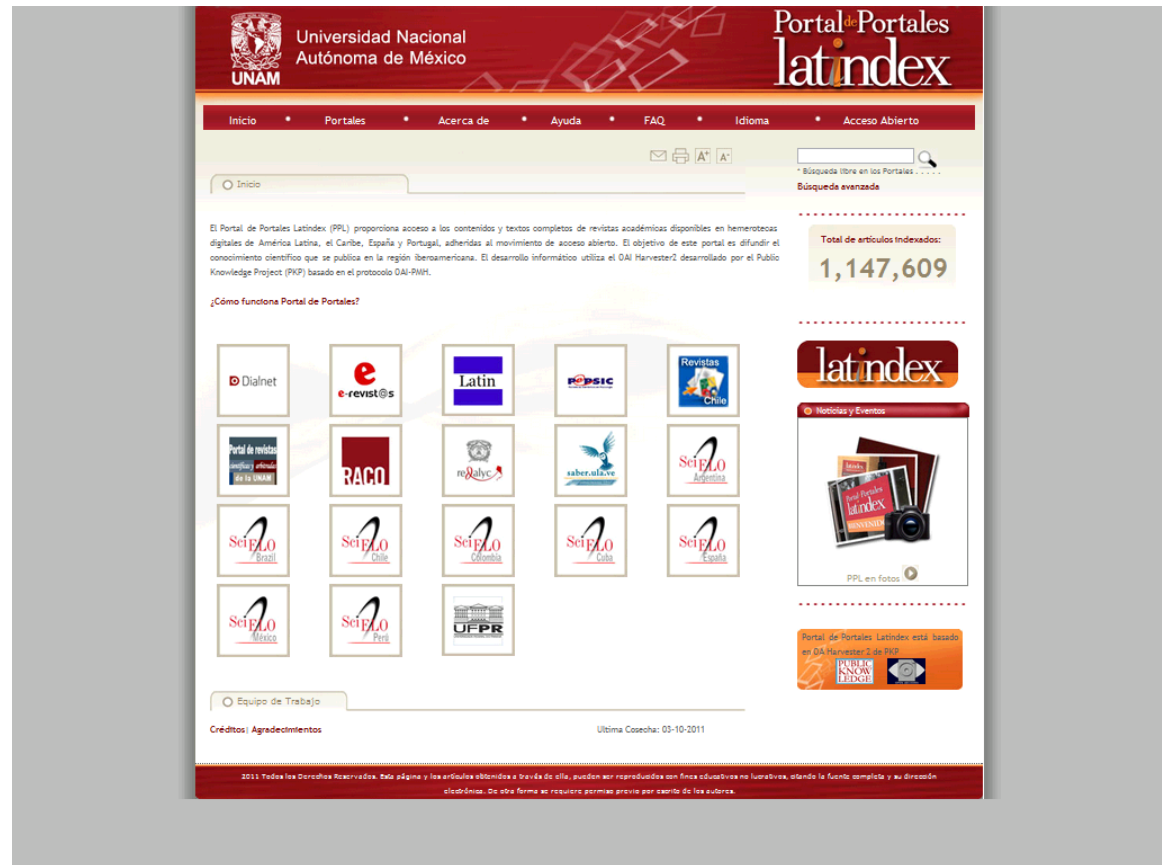 UNAM
Universidad Nacional
Autónoma de México
Portal de Portales
latindex
Inicio • Portales • Acerca de • Ayuda • FAQ • Idioma • Acceso Abierto
A+ A-
* Búsqueda libre en los Portales . . . . .
Búsqueda avanzada
Inicio
El Portal de Portales Latindex (PPL) proporciona acceso a los contenidos y textos completos de revistas académicas disponibles en hemerotecas
digitales de América Latina, el Caribe, España y Portugal, adheridas al movimiento de acceso abierto. El objetivo de este portal es difundir el
conocimiento científico que se publica en la región iberoamericana. El desarrollo informático utiliza el OAI Harvester2 desarrollado por el Public
Knowledge Project (PKP) basado en el protocolo OAI-PMH.
¿Cómo funciona Portal de Portales?
Total de artículos indexados:
1,147,609
Dialnet
e-revist@s
Latin
PePSIC
Revistas
Chile
Portal de revistas
científicas y arbitradas
de la UNAM
RACO
redalyc
saber.ula.ve
SciELO
Argentina
SciELO
Brazil
SciELO
Chile
SciELO
Colombia
SciELO
Cuba
SciELO
España
SciELO
México
SciELO
Perú
UFPR
latindex
Noticias y Eventos
latindex
Portal de Portales
latindex
BIENVENIDO
PPL en fotos
Portal de Portales Latindex está basado
en OA Harvester 2 de PKP
PUBLIC
KNOW
LEDGE
Equipo de Trabajo
Créditos| Agradecimientos
Ultima Cosecha: 03-10-2011
2011 Todos los Derechos Reservados. Esta página y los artículos obtenidos a través de ella, pueden ser reproducidos con fines educativos no lucrativos, citando la fuente completa y su dirección
electrónica. De otra forma se requiere permiso previo por escrito de los autores.